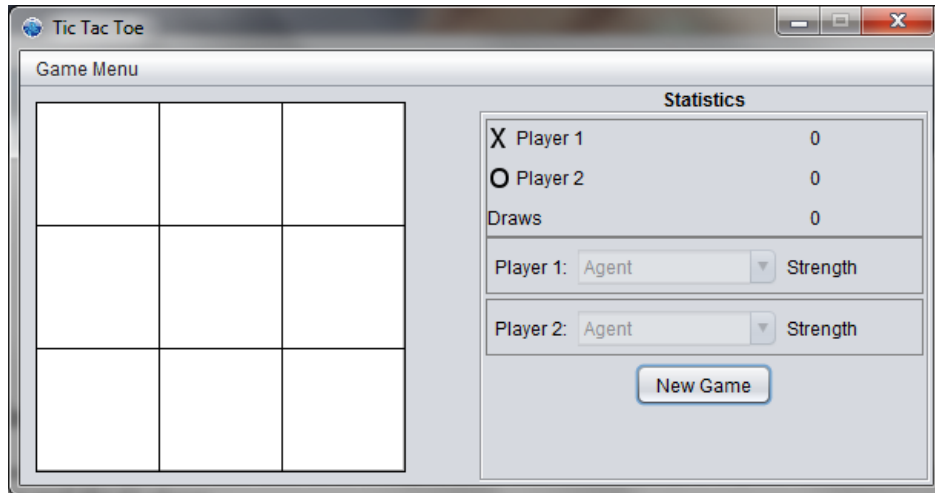 Tic Tac Toe
Game Menu
Statistics
X Player 1 0
O Player 2 0
Draws 0
Player 1: Agent Strength
Player 2: Agent Strength
New Game